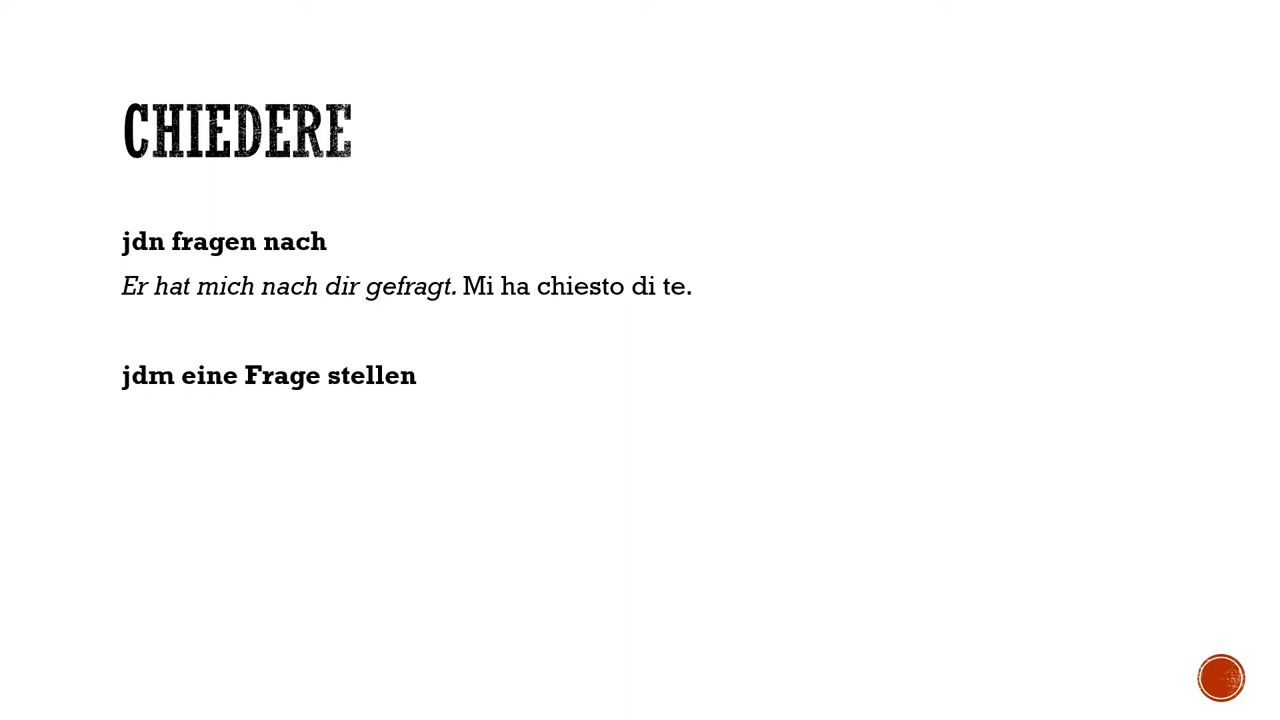 CHIEDERE
jdn fragen nach
Er hat mich nach dir gefragt. Mi ha chiesto di te.
jdm eine Frage stellen